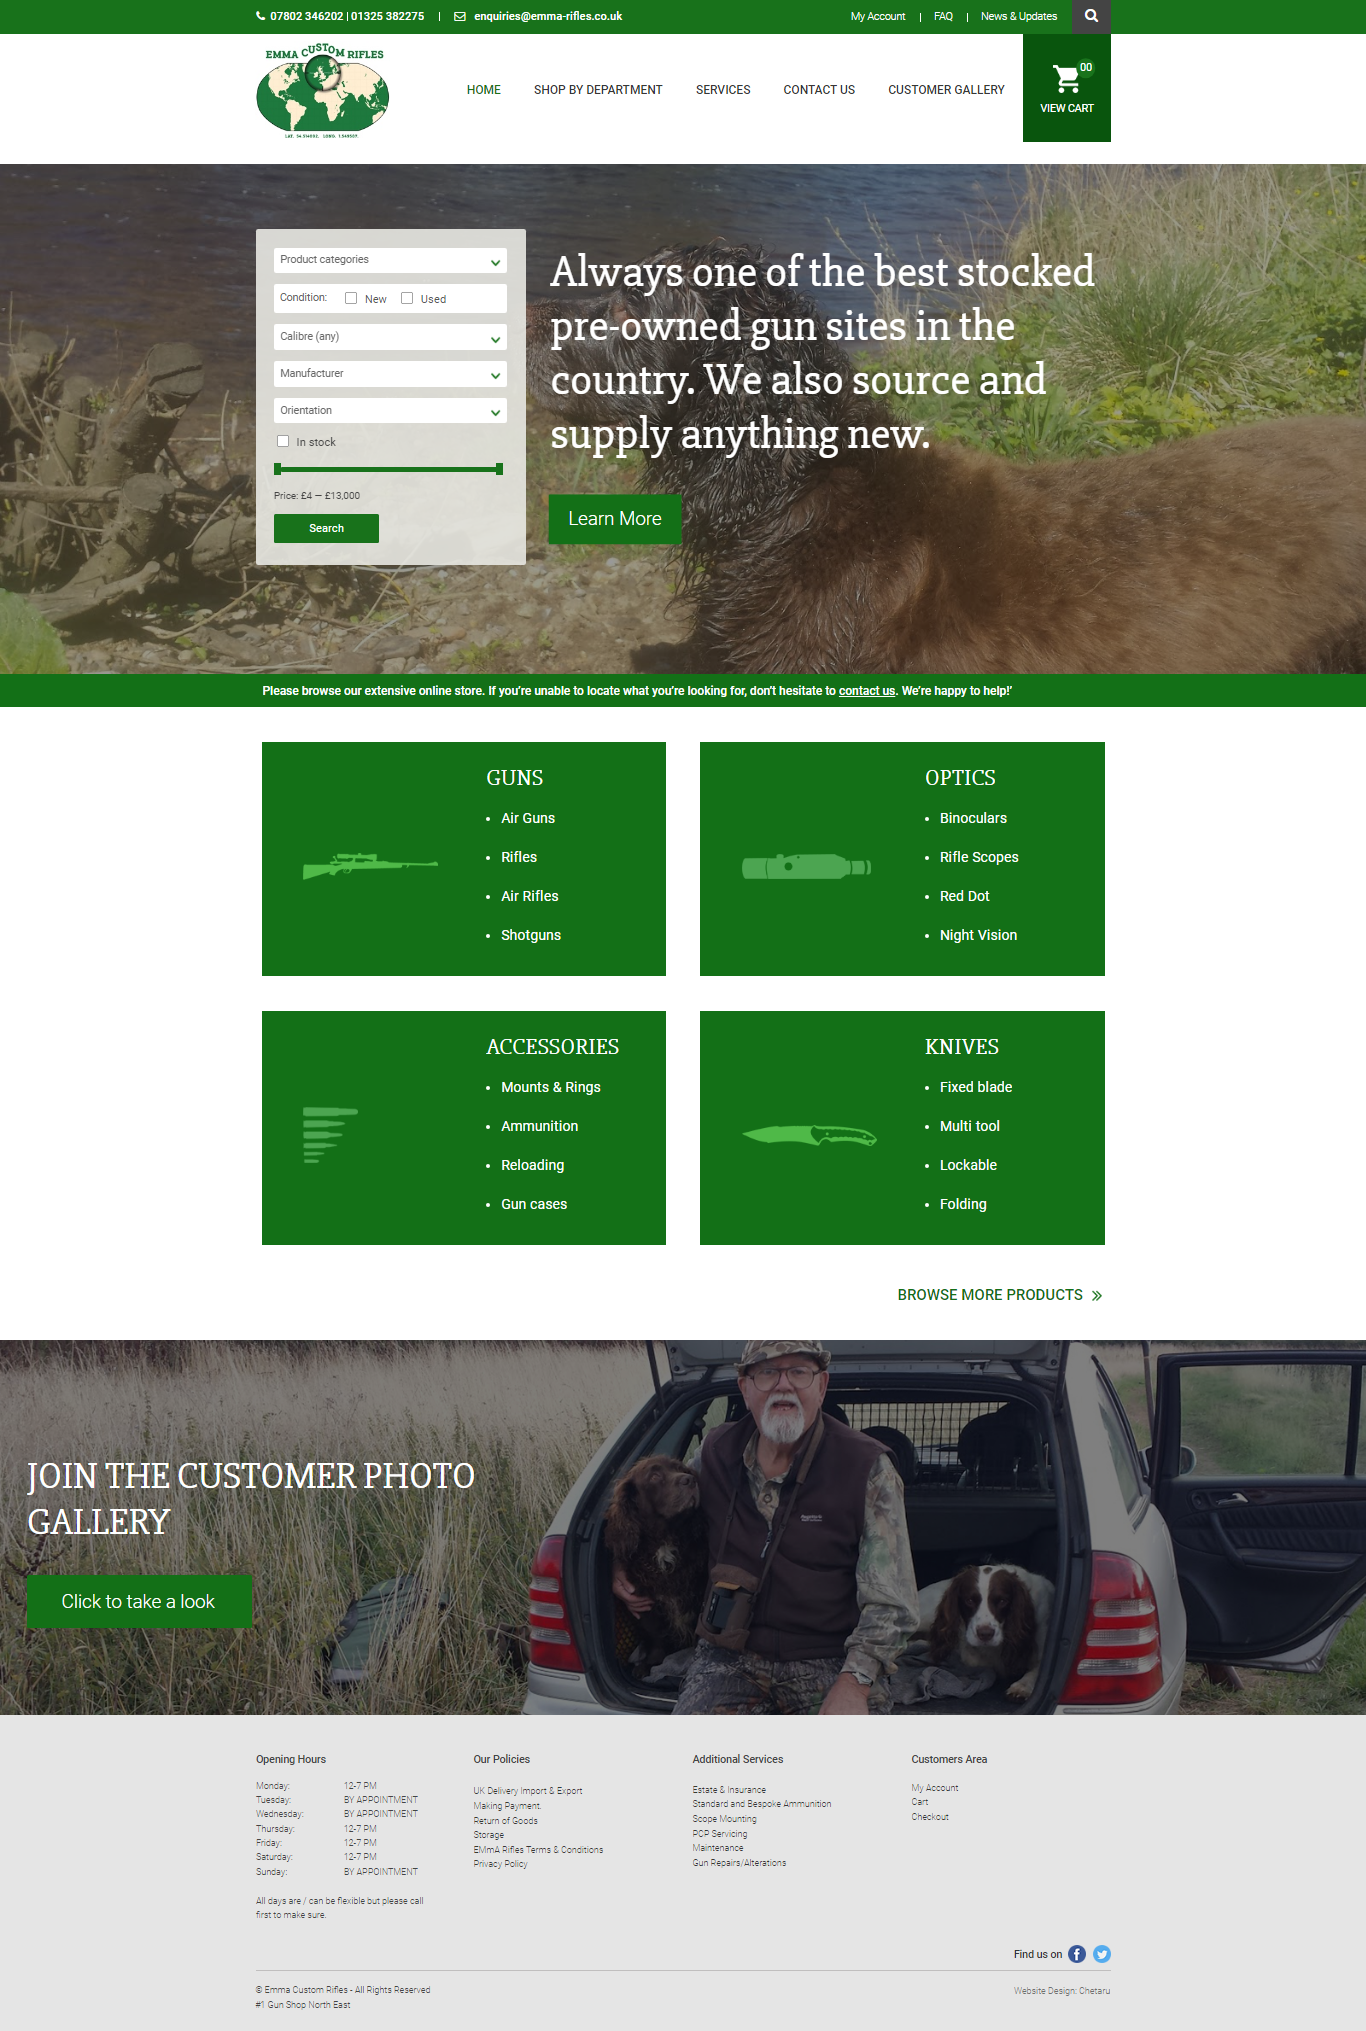 07802 346202 | 01325 382275 | enquiries@emma-rifles.co.uk
My Account | FAQ | News & Updates
EMMA CUSTOM RIFLES
HOME SHOP BY DEPARTMENT SERVICES CONTACT US CUSTOMER GALLERY
00
VIEW CART
Product categories
Condition: New Used
Calibre (any)
Manufacturer
Orientation
In stock
Price: £4 — £13,000
Search
Always one of the best stocked
pre-owned gun sites in the
country. We also source and
supply anything new.
Learn More
Please browse our extensive online store. If you're unable to locate what you're looking for, don't hesitate to contact us. We're happy to help!'
GUNS
• Air Guns
• Rifles
• Air Rifles
• Shotguns
OPTICS
• Binoculars
• Rifle Scopes
• Red Dot
• Night Vision
ACCESSORIES
• Mounts & Rings
• Ammunition
• Reloading
• Gun cases
KNIVES
• Fixed blade
• Multi tool
• Lockable
• Folding
BROWSE MORE PRODUCTS
JOIN THE CUSTOMER PHOTO
GALLERY
Click to take a look
Opening Hours
Monday: 12-7 PM
Tuesday: BY APPOINTMENT
Wednesday: BY APPOINTMENT
Thursday: 12-7 PM
Friday: 12-7 PM
Saturday: 12-7 PM
Sunday: BY APPOINTMENT
All days are / can be flexible but please call
first to make sure.
Our Policies
UK Delivery Import & Export
Making Payment.
Return of Goods
Storage
EMmA Rifles Terms & Conditions
Privacy Policy
Additional Services
Estate & Insurance
Standard and Bespoke Ammunition
Scope Mounting
PCP Servicing
Maintenance
Gun Repairs/Alterations
Customers Area
My Account
Cart
Checkout
Find us on
© Emma Custom Rifles - All Rights Reserved
#1 Gun Shop North East
Website Design: Chetaru